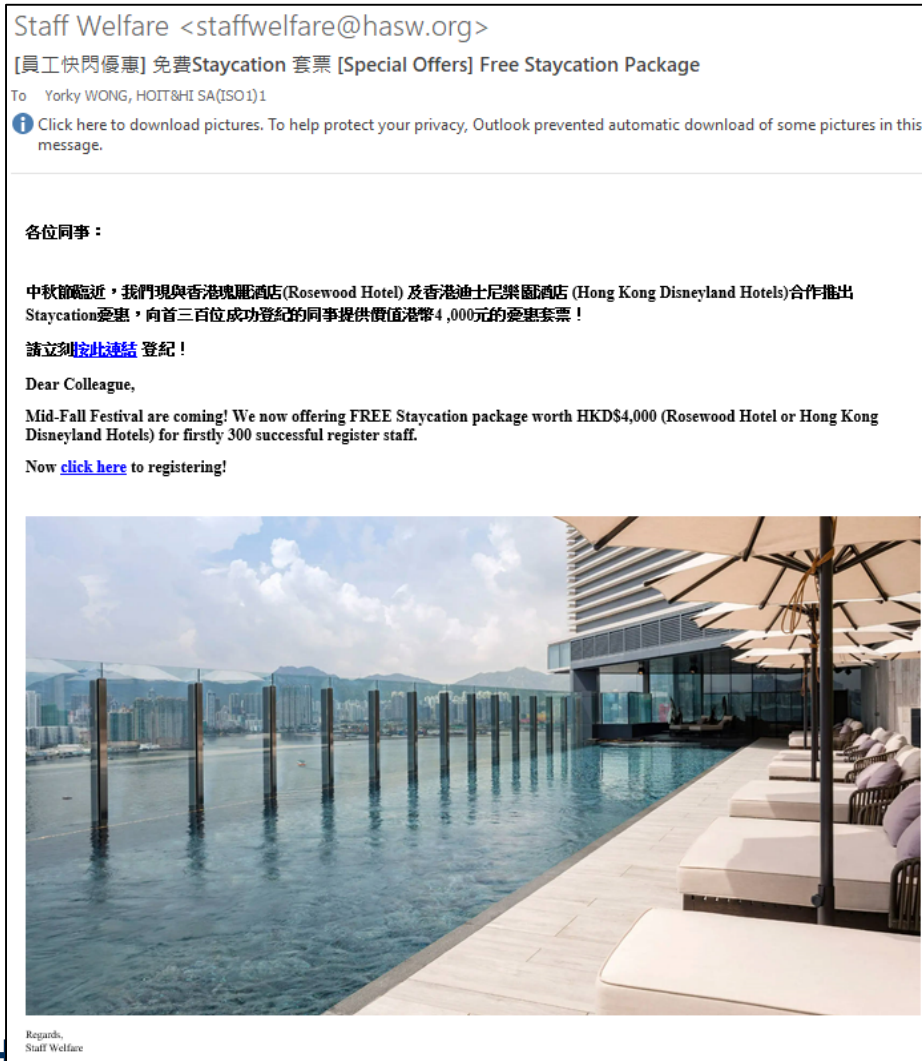 Staff Welfare <staffwelfare@hasw.org>
[員工快閃優惠] 免費Staycation 套票 [Special Offers] Free Staycation Package
To Yorky WONG, HOIT&HI SA(ISO1)1
Click here to download pictures. To help protect your privacy, Outlook prevented automatic download of some pictures in this
message.
各位同事：
中秋節臨近，我們現與香港瑰麗酒店(Rosewood Hotel) 及香港迪士尼樂園酒店 (Hong Kong Disneyland Hotels)合作推出
Staycation優惠，向首三百位成功登紀的同事提供價值港幣4 ,000元的優惠套票！
請立刻按此連結 登紀！
Dear Colleague,
Mid-Fall Festival are coming! We now offering FREE Staycation package worth HKD$4,000 (Rosewood Hotel or Hong Kong
Disneyland Hotels) for firstly 300 successful register staff.
Now click here to registering!
Regards,
Staff Welfare